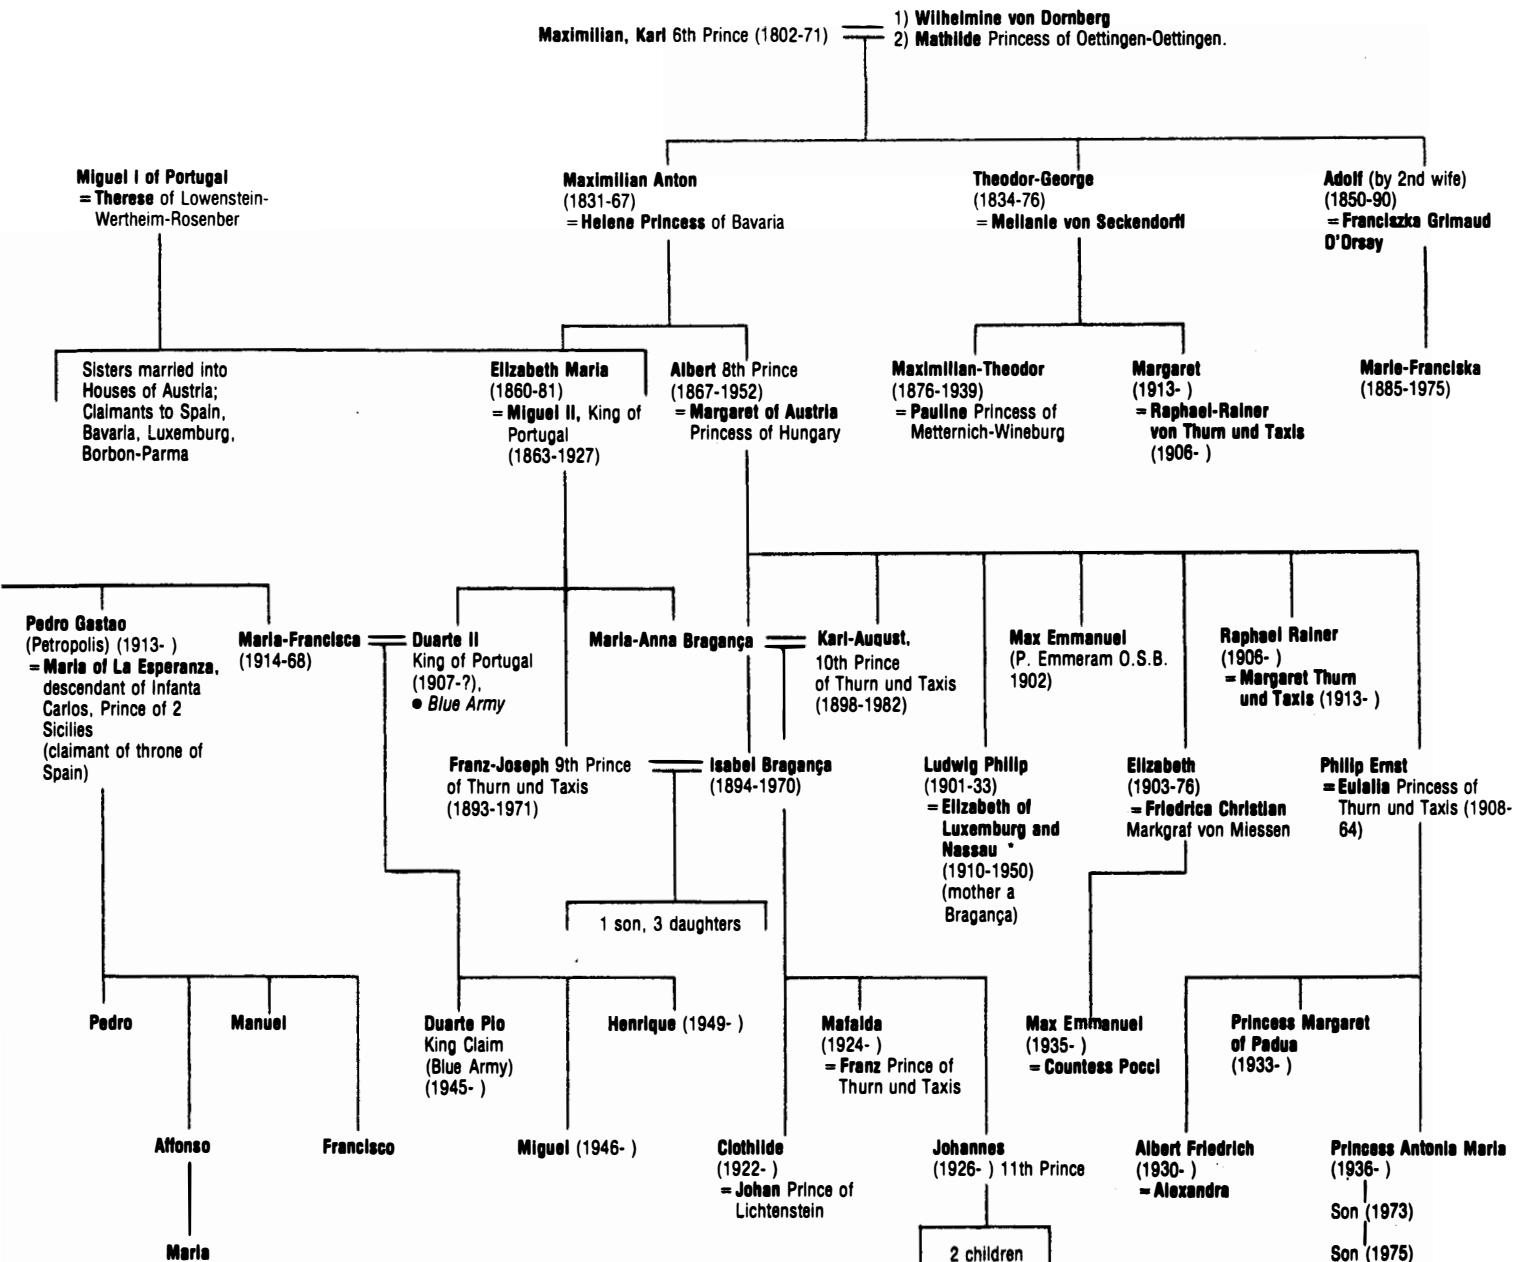 Maximilian, Karl 6th Prince (1802-71)
1) Wilhelmine von Dornberg
2) Mathilde Princess of Oettingen-Oettingen.
Miguel I of Portugal
= Therese of Lowenstein-
Wertheim-Rosenber
Maximilian Anton
(1831-67)
= Helene Princess of Bavaria
Theodor-George
(1834-76)
= Mellanie von Seckendorff
Adolf (by 2nd wife)
(1850-90)
= Franciszka Grimaud
D'Orsay
Sisters married into
Houses of Austria;
Claimants to Spain,
Bavaria, Luxemburg,
Borbon-Parma
Elizabeth Maria
(1860-81)
= Miguel II, King of
Portugal
(1863-1927)
Albert 8th Prince
(1867-1952)
= Margaret of Austria
Princess of Hungary
Maximilian-Theodor
(1876-1939)
= Pauline Princess of
Metternich-Wineburg
Margaret
(1913- )
= Raphael-Rainer
von Thurn und Taxis
(1906- )
Marie-Franciska
(1885-1975)
Pedro Gastao
(Petropolis) (1913- )
= Maria of La Esperanza,
descendant of Infanta
Carlos, Prince of 2
Sicilies
(claimant of throne of
Spain)
Maria-Francisca
(1914-68)
Duarte II
King of Portugal
(1907-?),
● Blue Army
Maria-Anna Bragança
Karl-August,
10th Prince
of Thurn und Taxis
(1898-1982)
Max Emmanuel
(P. Emmeram O.S.B.
1902)
Raphael Rainer
(1906- )
= Margaret Thurn
und Taxis (1913- )
Franz-Joseph 9th Prince
of Thurn und Taxis
(1893-1971)
Isabel Bragança
(1894-1970)
Ludwig Philip
(1901-33)
= Elizabeth of
Luxemburg and
Nassau *
(1910-1950)
(mother a
Bragança)
Elizabeth
(1903-76)
= Friedrica Christian
Markgraf von Miessen
Philip Ernst
= Eulalia Princess of
Thurn und Taxis (1908-
64)
1 son, 3 daughters
Pedro
Manuel
Duarte Pio
King Claim
(Blue Army)
(1945- )
Henrique (1949- )
Mafalda
(1924- )
= Franz Prince of
Thurn und Taxis
Max Emmanuel
(1935- )
= Countess Pocci
Princess Margaret
of Padua
(1933- )
Affonso
Francisco
Miguel (1946- )
Clothilde
(1922- )
= Johan Prince of
Lichtenstein
Johannes
(1926- ) 11th Prince
Albert Friedrich
(1930- )
= Alexandra
Princess Antonia Maria
(1936- )
Son (1973)
Son (1975)
Maria
2 children